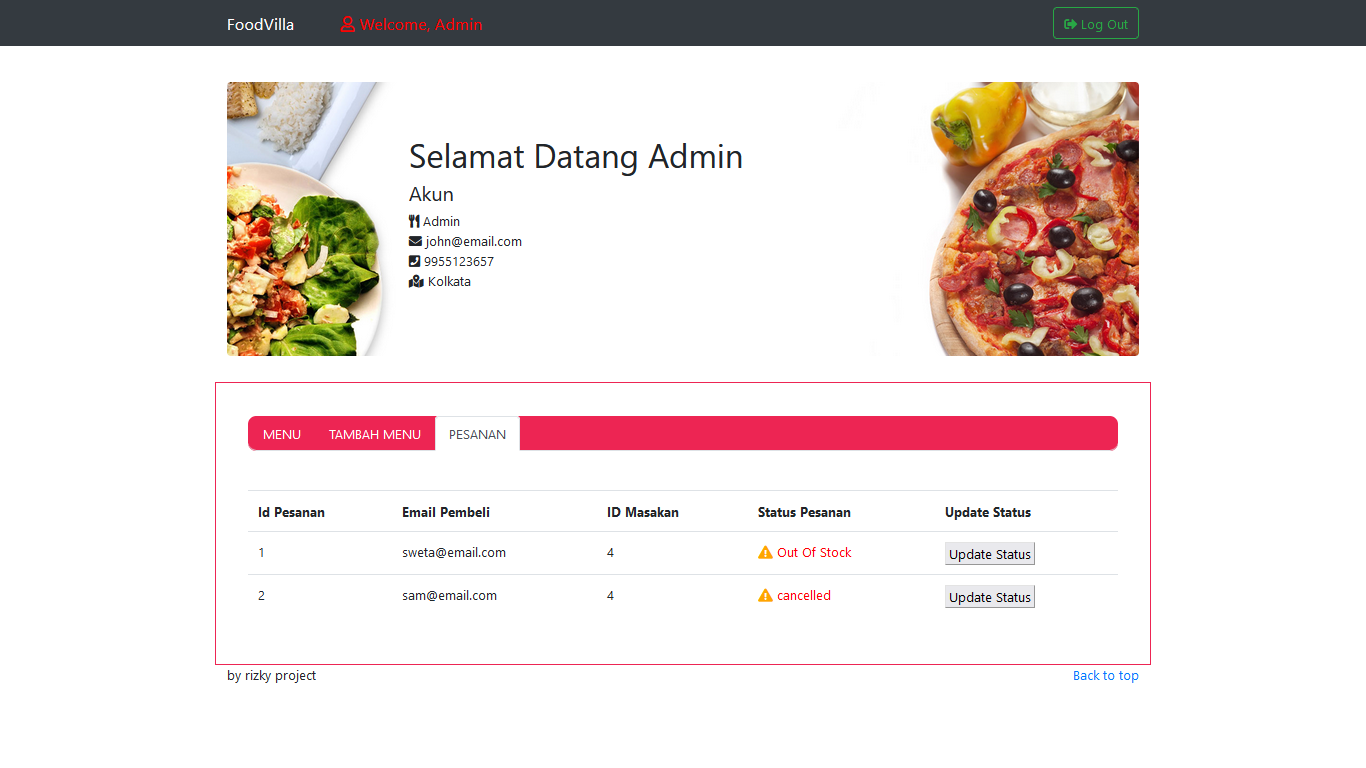 FoodVilla Welcome, Admin Log Out
Selamat Datang Admin
Akun
Admin
john@email.com
9955123657
Kolkata
MENU TAMBAH MENU PESANAN
Id Pesanan Email Pembeli ID Masakan Status Pesanan Update Status
1 sweta@email.com 4 Out Of Stock Update Status
2 sam@email.com 4 cancelled Update Status
by rizky project Back to top